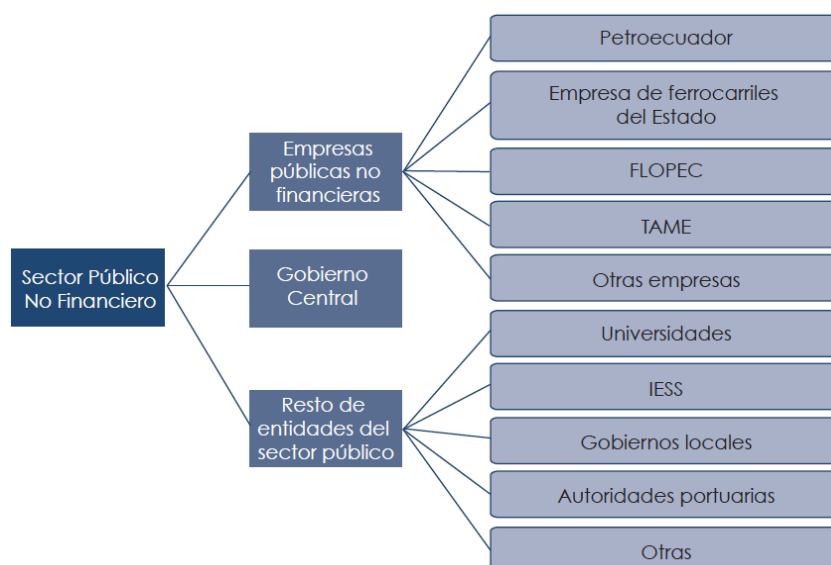 Sector Público
No Financiero
Empresas
públicas no
financieras
Petroecuador
Empresa de ferrocarriles
del Estado
FLOPEC
TAME
Otras empresas
Gobierno
Central
Resto de
entidades del
sector público
Universidades
IESS
Gobiernos locales
Autoridades portuarias
Otras